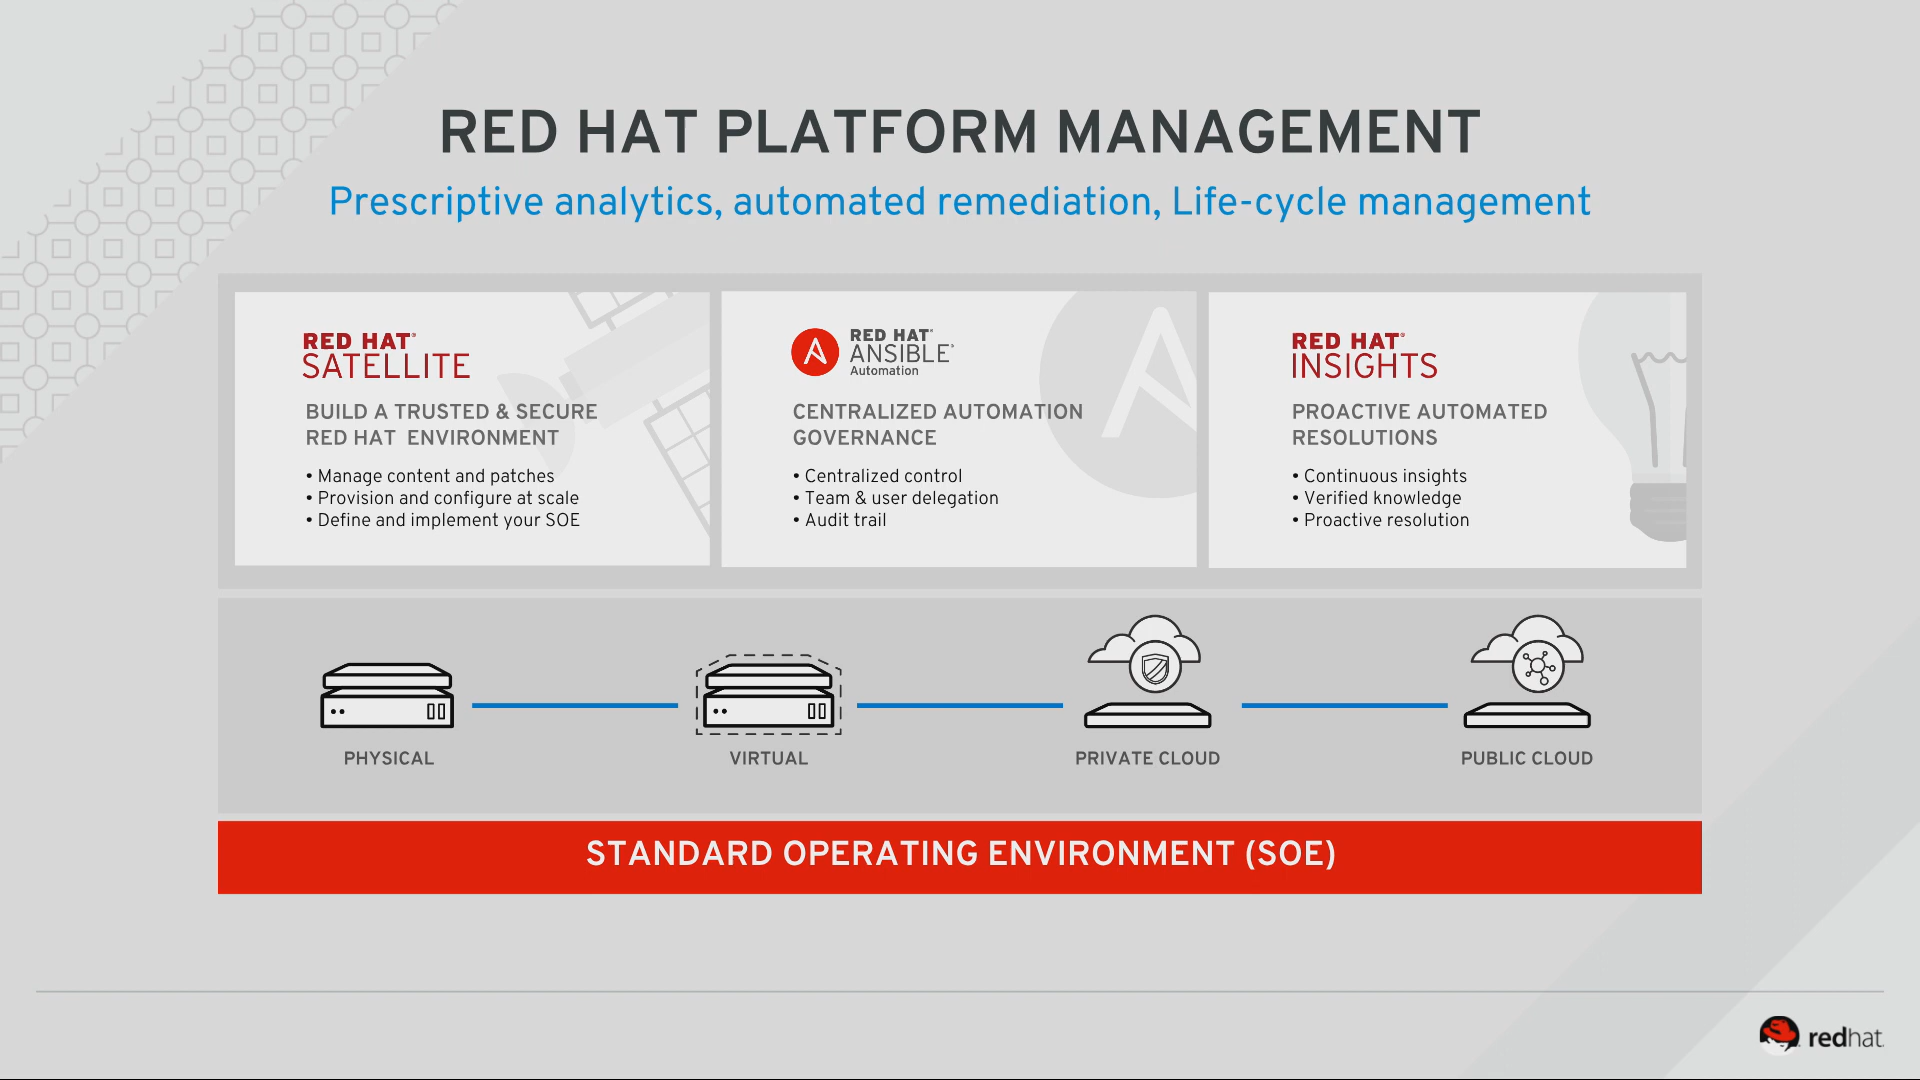 RED HAT PLATFORM MANAGEMENT
Prescriptive analytics, automated remediation, Life-cycle management
RED HAT®
SATELLITE
BUILD A TRUSTED & SECURE
RED HAT ENVIRONMENT
• Manage content and patches
• Provision and configure at scale
• Define and implement your SOE
RED HAT®
ANSIBLE®
Automation
CENTRALIZED AUTOMATION
GOVERNANCE
• Centralized control
• Team & user delegation
• Audit trail
RED HAT®
INSIGHTS
PROACTIVE AUTOMATED
RESOLUTIONS
• Continuous insights
• Verified knowledge
• Proactive resolution
PHYSICAL
VIRTUAL
PRIVATE CLOUD
PUBLIC CLOUD
STANDARD OPERATING ENVIRONMENT (SOE)
redhat.